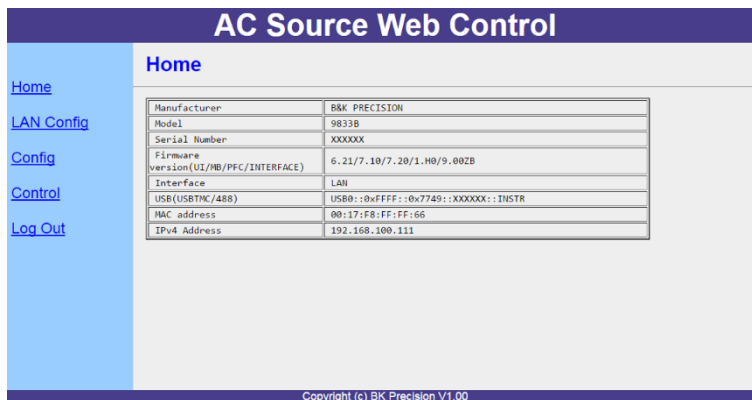 AC Source Web Control
Home
LAN Config
Config
Control
Log Out
Home
Manufacturer B&K PRECISION
Model 9833B
Serial Number XXXXXX
Firmware
version(UI/MB/PFC/INTERFACE) 6.21/7.10/7.20/1.H0/9.00ZB
Interface LAN
USB(USBTMC/488) USB0::0xFFFF::0x7749::XXXXXX::INSTR
MAC address 00:17:F8:FF:FF:66
IPv4 Address 192.168.100.111
Copyright (c) BK Precision V1.00